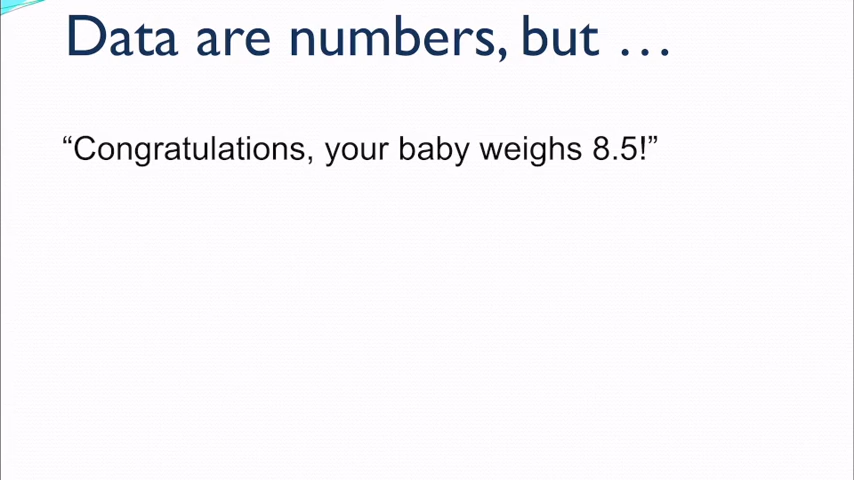 Data are numbers, but …
“Congratulations, your baby weighs 8.5!”